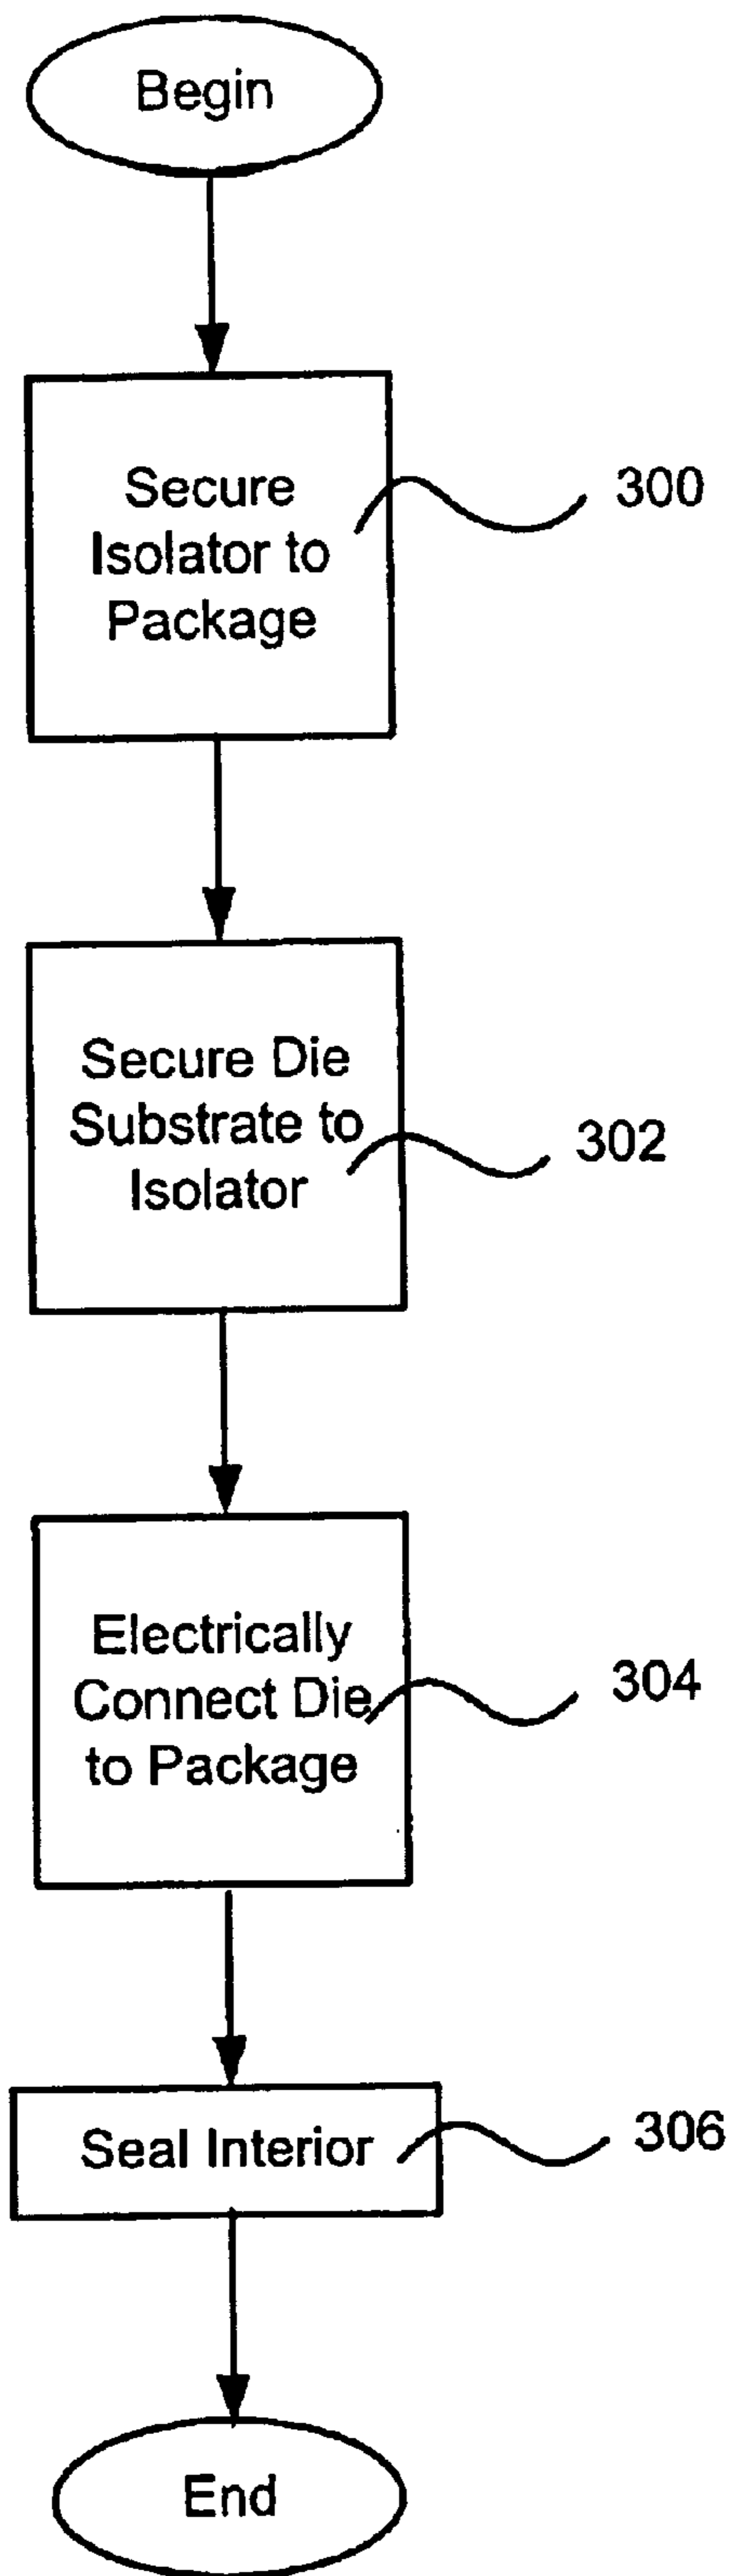 Begin
Secure
Isolator to
Package
300
Secure Die
Substrate to
Isolator
302
Electrically
Connect Die
to Package
304
Seal Interior
306
End